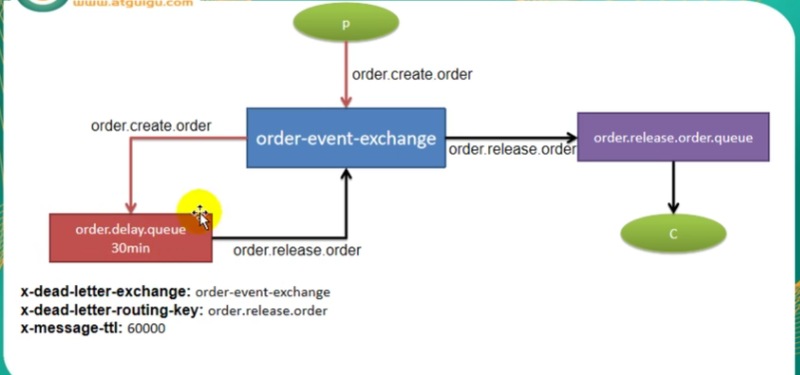 www.atguigu.com
P
order.create.order
order.create.order
order-event-exchange
order.release.order
order.release.order.queue
order.delay.queue
30min
order.release.order
C
x-dead-letter-exchange: order-event-exchange
x-dead-letter-routing-key: order.release.order
x-message-ttl: 60000